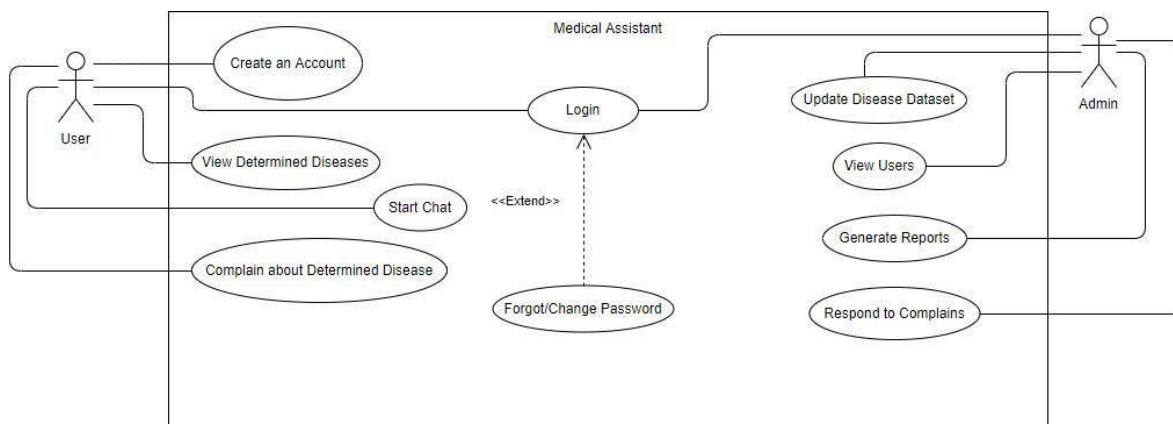 Medical Assistant
Create an Account
Login
Update Disease Dataset
Admin
User
View Determined Diseases
View Users
<<Extend>>
Start Chat
Generate Reports
Complain about Determined Disease
Forgot/Change Password
Respond to Complains